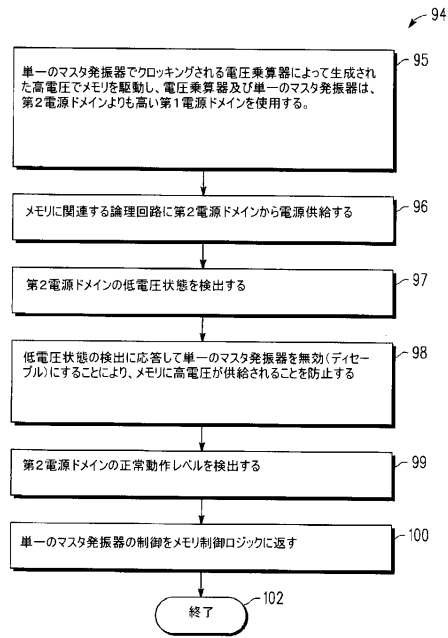 94
95
単一のマスタ発振器でクロッキングされる電圧乗算器によって生成された
高電圧でメモリを駆動し、電圧乗算器及び単一のマスタ発振器は、
第2電源ドメインよりも高い第1電源ドメインを使用する。
96
メモリに関連する論理回路に第2電源ドメインから電源供給する
97
第2電源ドメインの低電圧状態を検出する
98
低電圧状態の検出に応答して単一のマスタ発振器を無効(ディセー
ブル)にすることにより、メモリに高電圧が供給されることを防止する
99
第2電源ドメインの正常動作レベルを検出する
100
単一のマスタ発振器の制御をメモリ制御ロジックに返す
102
終了